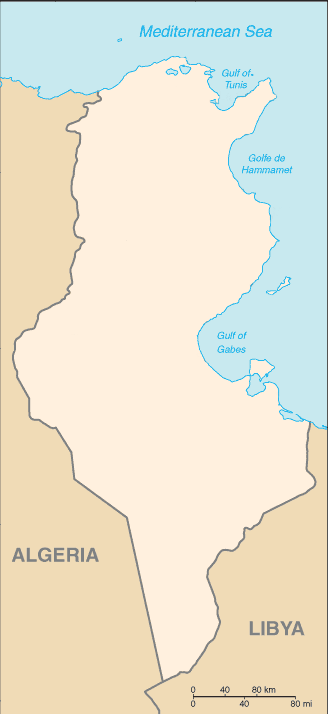 Mediterranean Sea
Gulf of
Tunis
Golfe de
Hammamet
Gulf of
Gabes
ALGERIA
LIBYA
0 40 80 km
0 40 80 mi